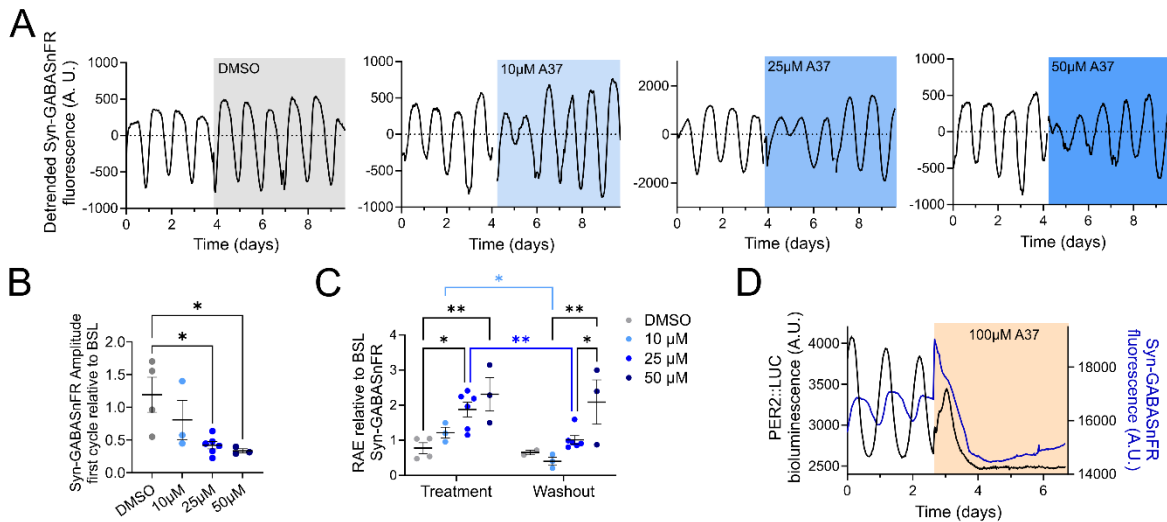 A
Detrended Syn-GABASnFR
fluorescence (A. U.)
1000
500
0
-500
-1000
DMSO
0 2 4 6 8
Time (days)
1000
500
0
-500
-1000
10µM A37
0 2 4 6 8
Time (days)
2000
0
-2000
25µM A37
0 2 4 6 8
Time (days)
1000
500
0
-500
-1000
50µM A37
0 2 4 6 8
Time (days)
B
Syn-GABASnFR Amplitude
first cycle relative to BSL
2.0
1.5
1.0
0.5
0.0
*
*
DMSO
10µM
25µM
50µM
C
RAE relative to BSL
Syn-GABASnFR
4
3
2
1
0
*
**
**
*
**
*
Treatment
Washout
DMSO
10 µM
25 µM
50 µM
D
PER2::LUC
bioluminescence (A.U.)
4000
3500
3000
2500
100µM A37
18000
16000
14000
Syn-GABASnFR
fluorescence (A.U.)
0 2 4 6
Time (days)